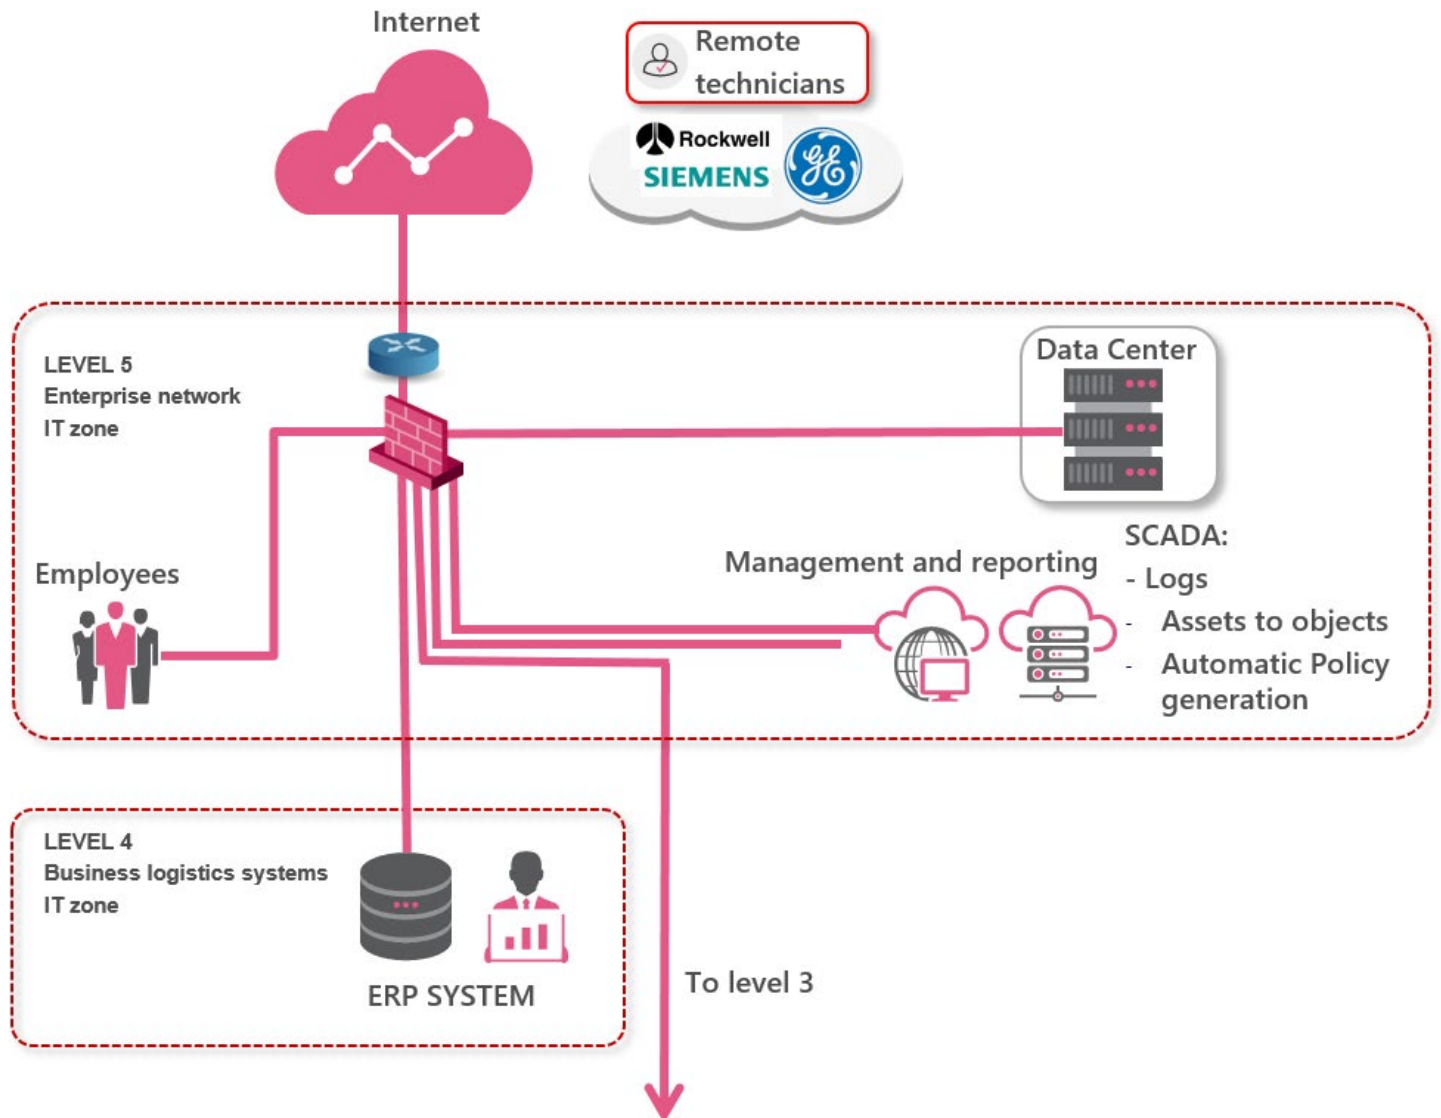 Internet
Remote
technicians
Rockwell
SIEMENS
GE
LEVEL 5
Enterprise network
IT zone
Data Center
Employees
Management and reporting
SCADA:
- Logs
- Assets to objects
- Automatic Policy
generation
LEVEL 4
Business logistics systems
IT zone
ERP SYSTEM
To level 3